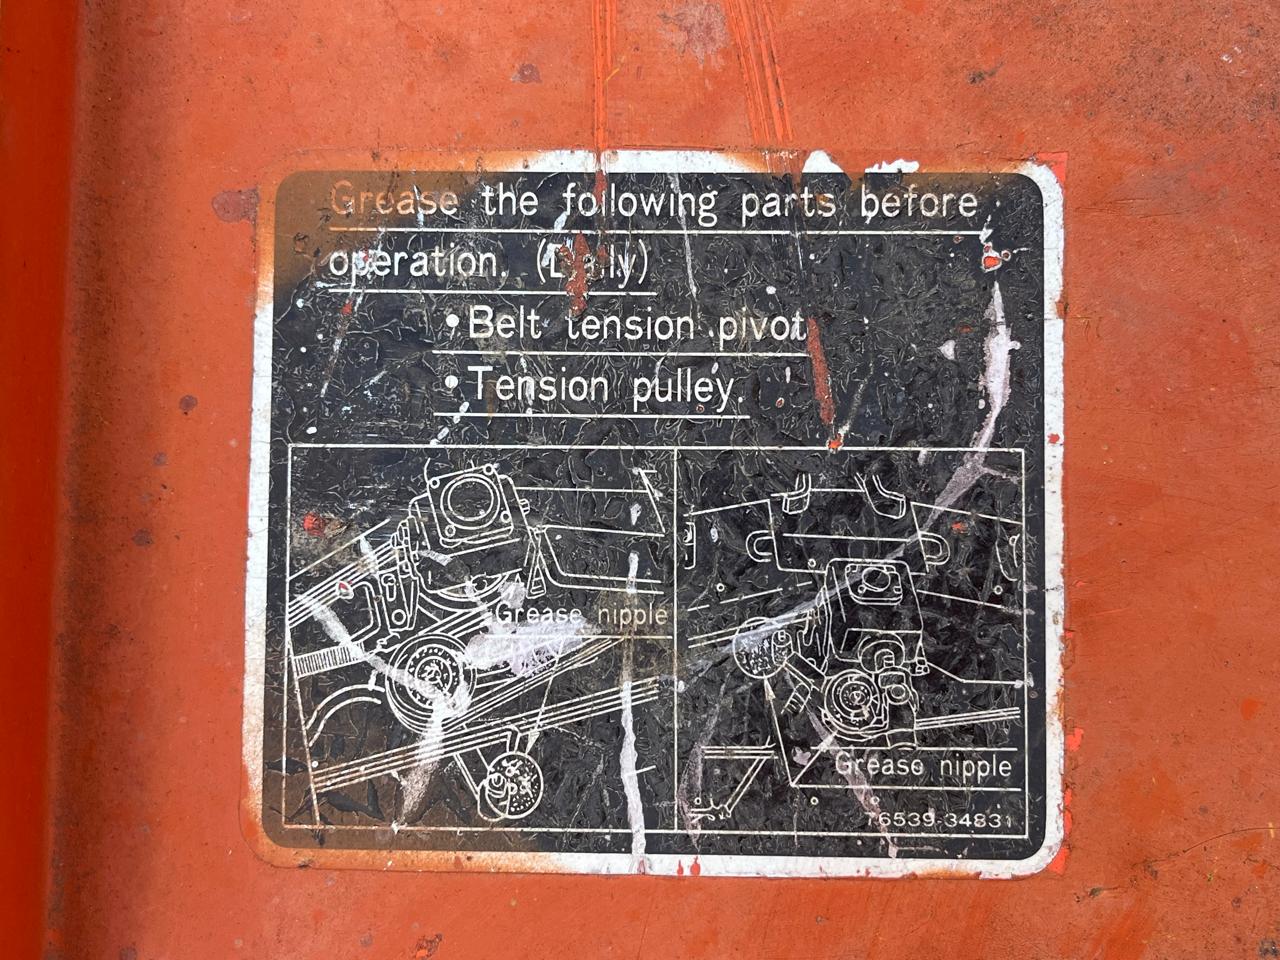 Grease the following parts before
operation. (Daily)
• Belt tension pivot
• Tension pulley.
Grease nipple
Grease nipple
76539-34831